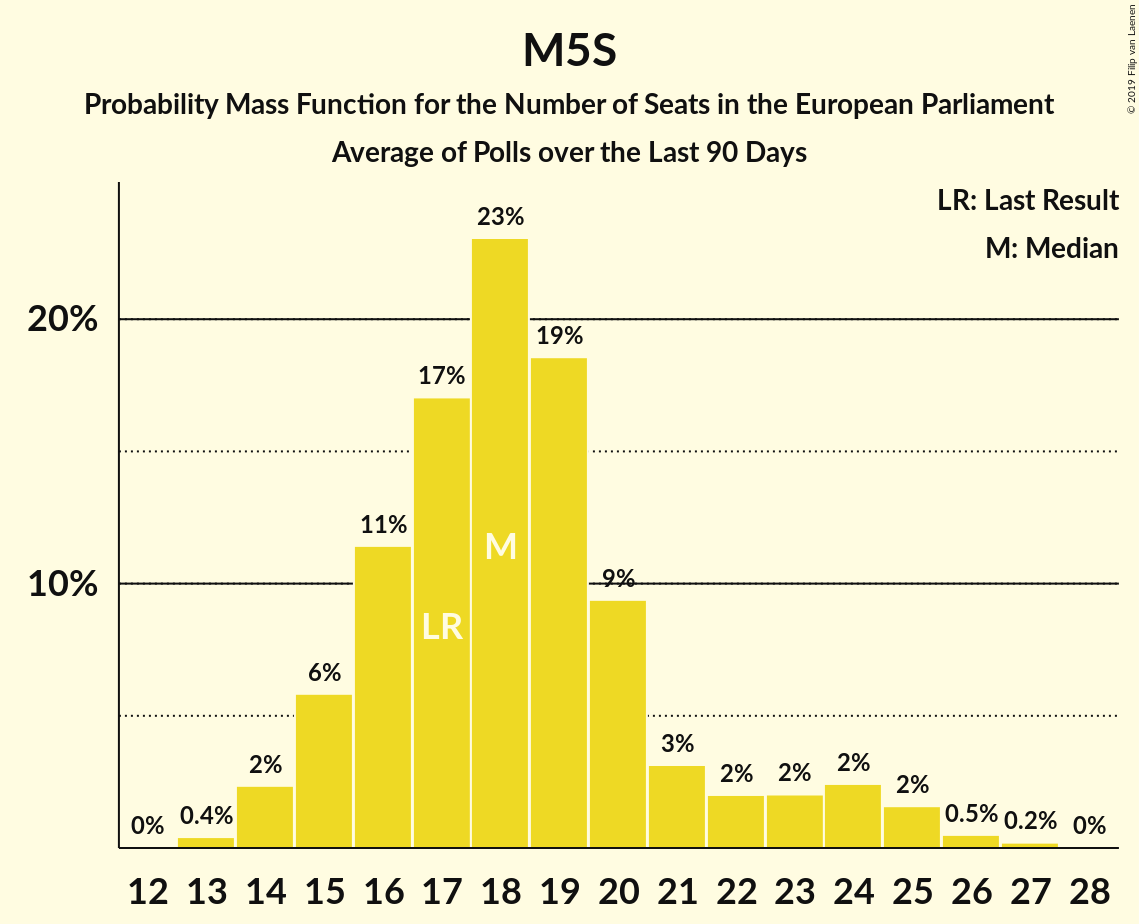 M5S
Probability Mass Function for the Number of Seats in the European Parliament
Average of Polls over the Last 90 Days
© 2019 Filip van Laenen
LR: Last Result
M: Median
20%
10%
0%
0.4%
2%
6%
11%
17%
23%
19%
9%
3%
2%
2%
2%
2%
0.5%
0.2%
0%
LR
M
12 13 14 15 16 17 18 19 20 21 22 23 24 25 26 27 28